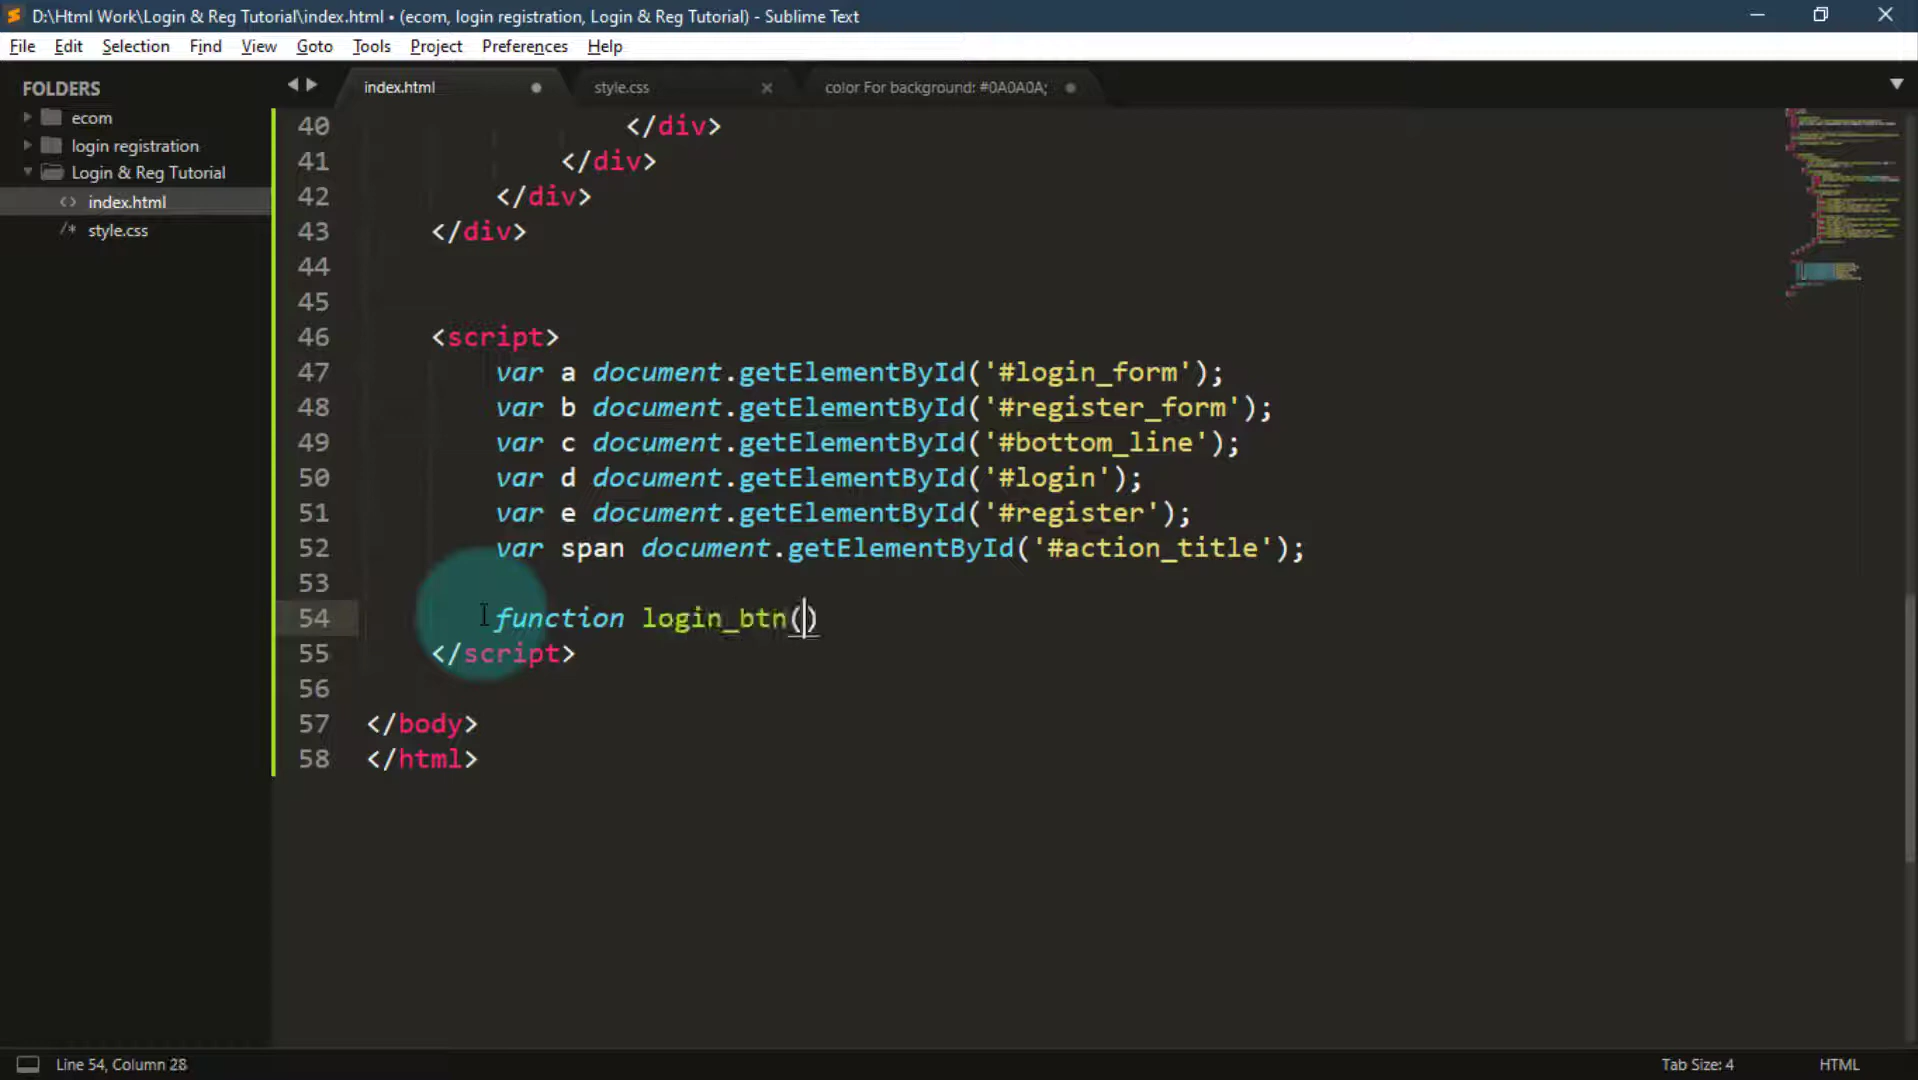 D:\Html Work\Login & Reg Tutorial\index.html • (ecom, login registration, Login & Reg Tutorial) - Sublime Text
File Edit Selection Find View Goto Tools Project Preferences Help
FOLDERS
ecom
login registration
Login & Reg Tutorial
<> index.html
/* style.css
index.html
style.css
color For background: #0A0A0A;
40 </div>
41 </div>
42 </div>
43 </div>
44
45
46 <script>
47 var a document.getElementById('#login_form');
48 var b document.getElementById('#register_form');
49 var c document.getElementById('#bottom_line');
50 var d document.getElementById('#login');
51 var e document.getElementById('#register');
52 var span document.getElementById('#action_title');
53
54 function login_btn()
55 </script>
56
57 </body>
58 </html>
Line 54, Column 28
Tab Size: 4
HTML